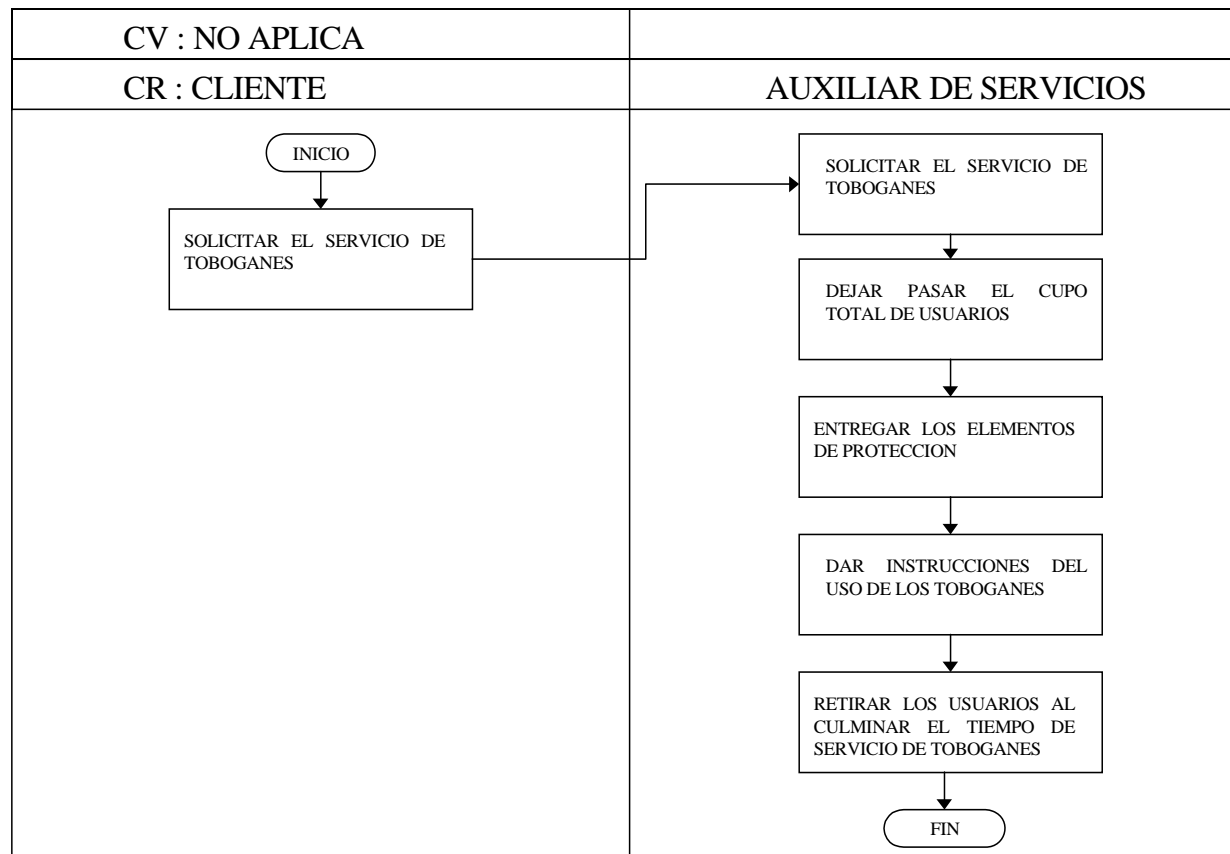 CV : NO APLICA
CR : CLIENTE
AUXILIAR DE SERVICIOS
INICIO
SOLICITAR EL SERVICIO DE
TOBOGANES
SOLICITAR EL SERVICIO DE
TOBOGANES
DEJAR PASAR EL CUPO
TOTAL DE USUARIOS
ENTREGAR LOS ELEMENTOS
DE PROTECCION
DAR INSTRUCCIONES DEL
USO DE LOS TOBOGANES
RETIRAR LOS USUARIOS AL
CULMINAR EL TIEMPO DE
SERVICIO DE TOBOGANES
FIN